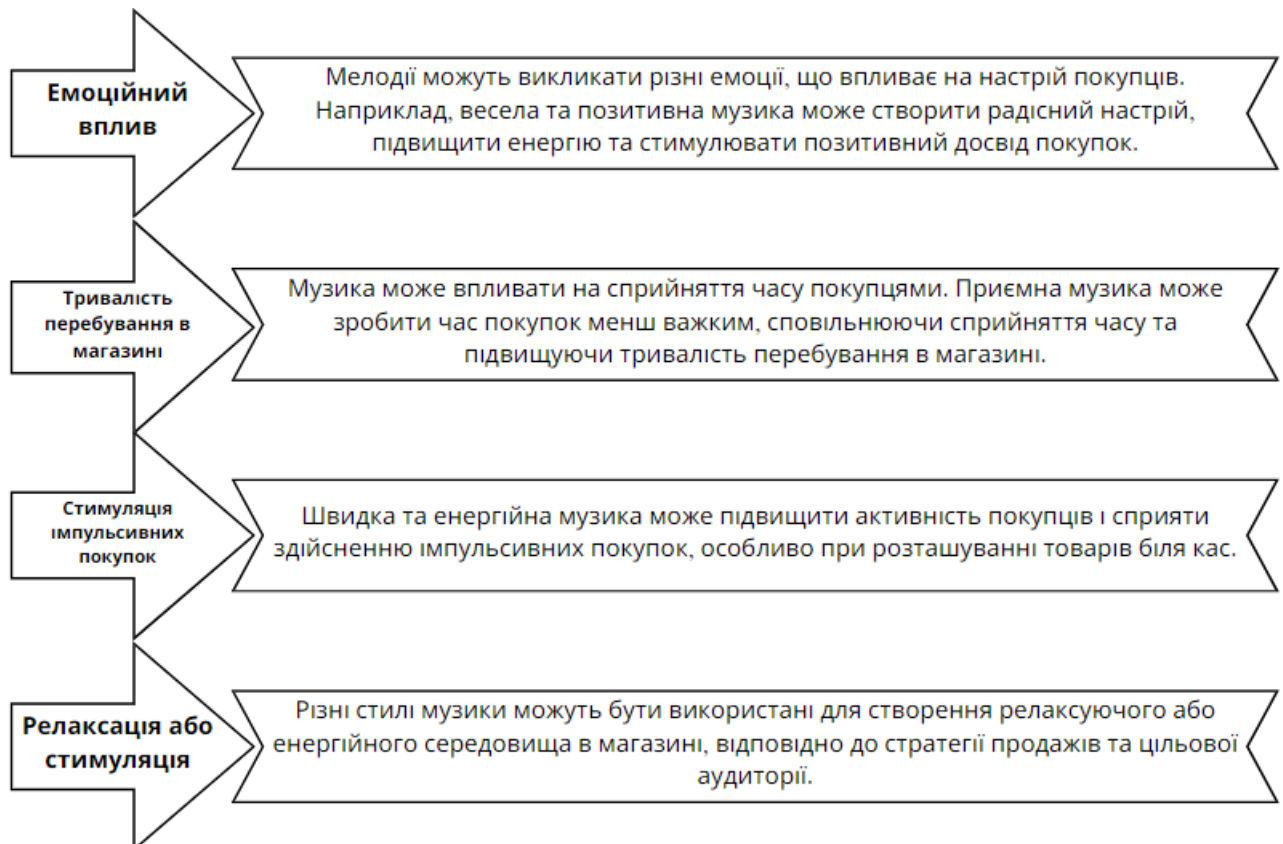 Емоційний
вплив
Мелодії можуть викликати різні емоції, що впливає на настрій покупців.
Наприклад, весела та позитивна музика може створити радісний настрій,
підвищити енергію та стимулювати позитивний досвід покупок.
Тривалість
перебування в
магазині
Музика може впливати на сприйняття часу покупцями. Приємна музика може
зробити час покупок менш важким, сповільнюючи сприйняття часу та
підвищуючи тривалість перебування в магазині.
Стимуляція
імпульсивних
покупок
Швидка та енергійна музика може підвищити активність покупців і сприяти
здійсненню імпульсивних покупок, особливо при розташуванні товарів біля кас.
Релаксація або
стимуляція
Різні стилі музики можуть бути використані для створення релаксуючого або
енергійного середовища в магазині, відповідно до стратегії продажів та цільової
аудиторії.